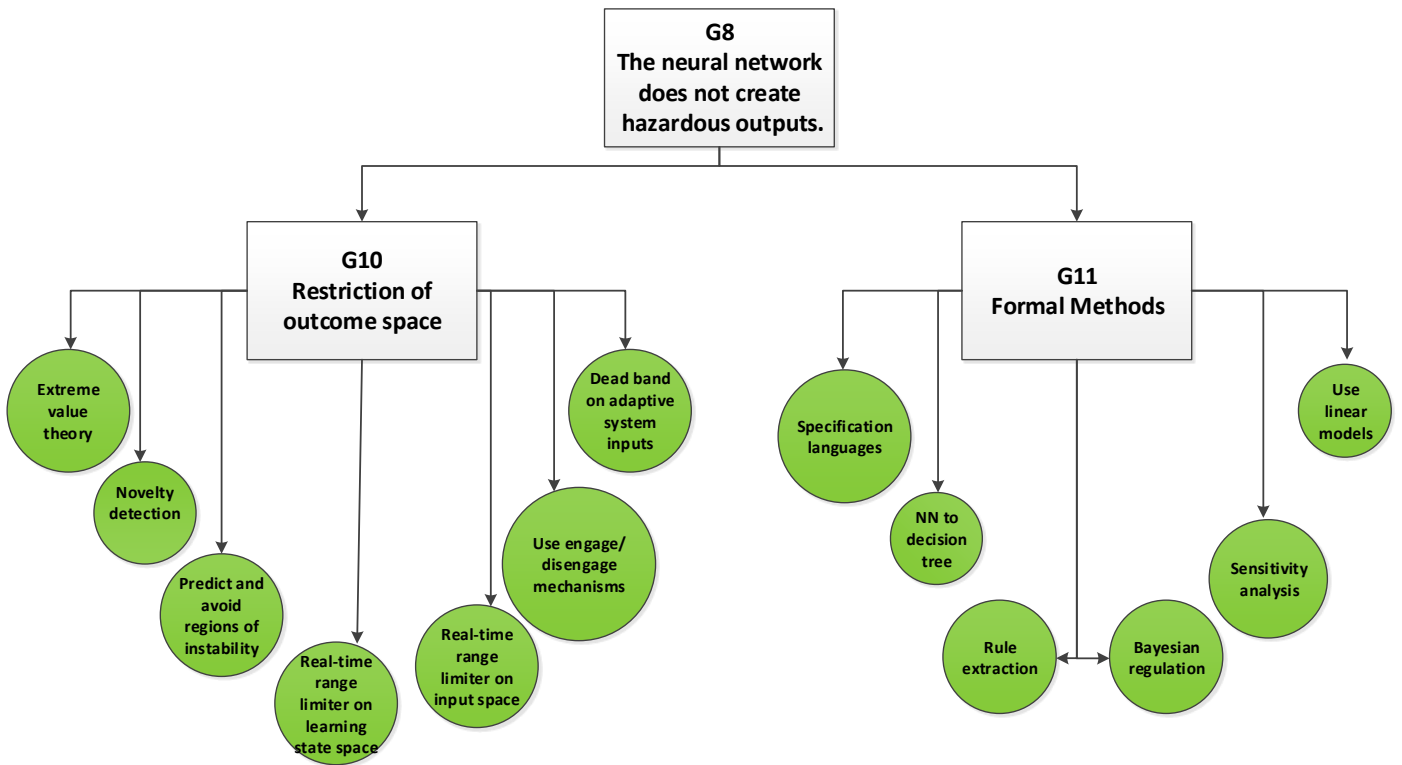 G8
The neural network
does not create
hazardous outputs.
G10
Restriction of
outcome space
G11
Formal Methods
Extreme
value
theory
Novelty
detection
Predict and
avoid
regions of
instability
Real-time
range
limiter on
learning
state space
Real-time
range
limiter on
input space
Use engage/
disengage
mechanisms
Dead band
on adaptive
system
inputs
Specification
languages
NN to
decision
tree
Rule
extraction
Bayesian
regulation
Sensitivity
analysis
Use
linear
models